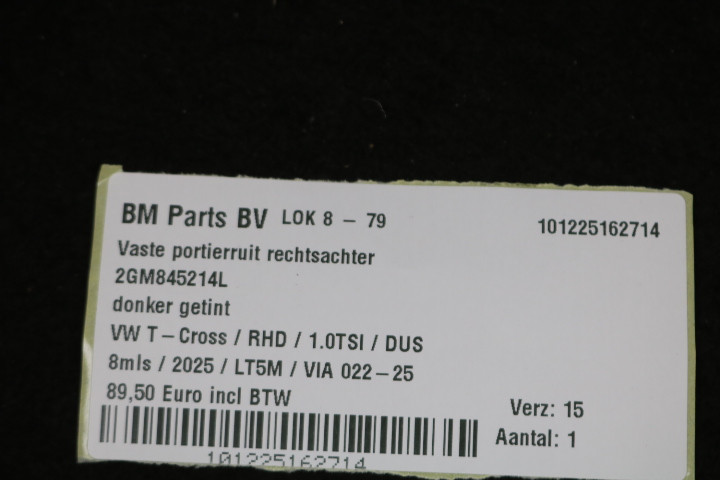 BM Parts BV LOK 8 - 79 101225162714
Vaste portierruit rechtsachter
2GM845214L
donker getint
VW T-Cross / RHD / 1.0TSI / DUS
8mls / 2025 / LT5M / VIA 022-25
89,50 Euro incl BTW
Verz: 15
Aantal: 1
101225162714